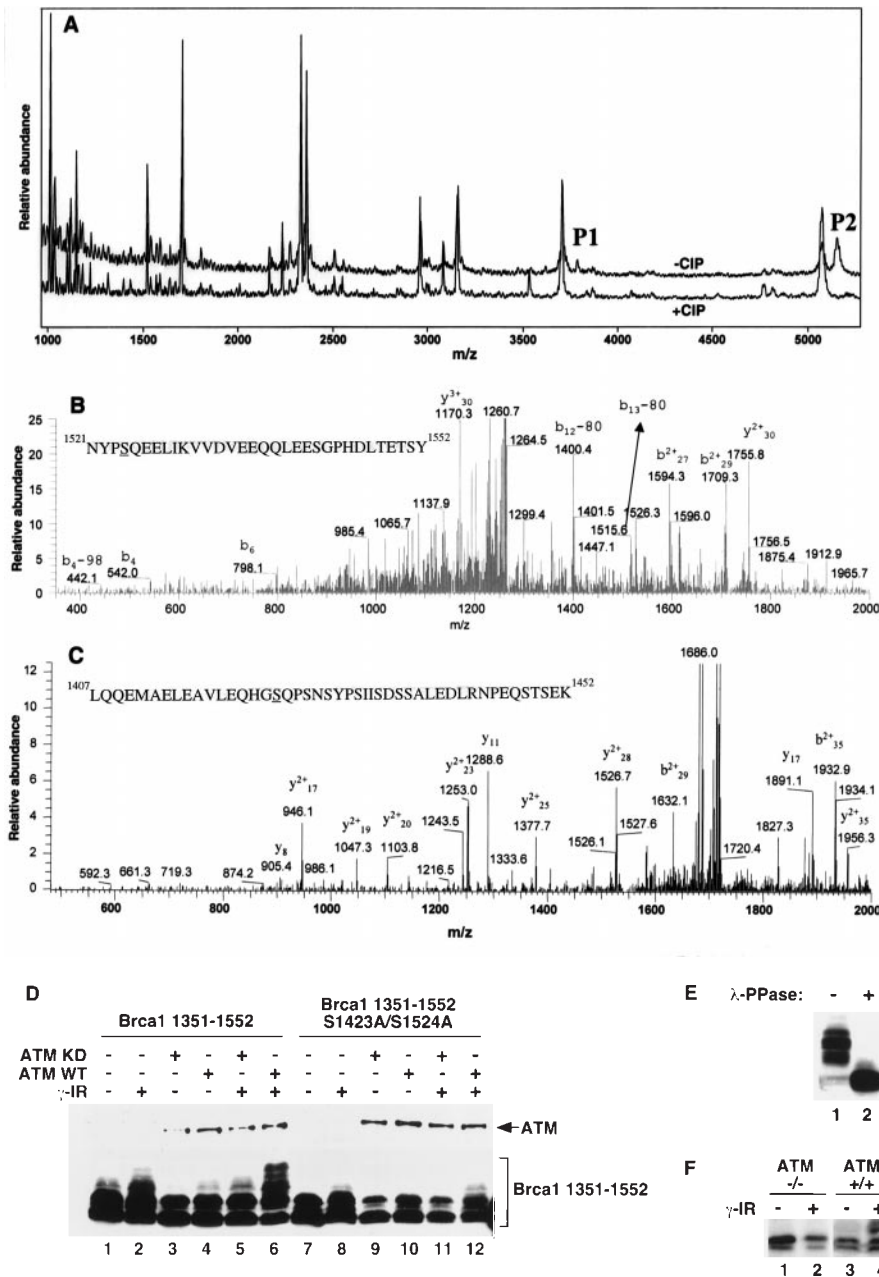 A
Relative abundance
P1
P2
-CIP
+CIP
1000 1500 2000 2500 3000 3500 4000 4500 5000
m/z
B
1521NYPSQEELIKVVDVEEQQLEESGPHDLTETSY1552
y3+30
1170.3
1260.7
1264.5
b12-80
1400.4
b13-80
b2+27
1594.3
b2+29
1709.3
y2+30
1755.8
1137.9
1065.7
985.4
1299.4
1401.5
1515.6
1447.1
1526.3
1596.0
1756.5
1875.4
1912.9
1965.7
b4-98
442.1
b4
542.0
b6
798.1
Relative abundance
25
20
15
10
5
0
400 600 800 1000 1200 1400 1600 1800 2000
m/z
C
1407LQQEMAELEAVLEQHGSQPSNSYPSIISDSSALEDLRNPEQSTSEK1452
1686.0
y2+17
946.1
y8
905.4
986.1
y2+19
1047.3
y2+20
1103.8
y2+23
1253.0
1243.5
1216.5
y11
1288.6
1333.6
y2+25
1377.7
y2+28
1526.7
1526.1
1527.6
b2+29
1632.1
1720.4
1827.3
y17
1891.1
b2+35
1932.9
1934.1
y2+35
1956.3
592.3
661.3
719.3
874.2
Relative abundance
12
10
8
6
4
2
0
600 800 1000 1200 1400 1600 1800 2000
m/z
D
Brca1 1351-1552
Brca1 1351-1552
S1423A/S1524A
ATM KD - - + - + - - - + - + -
ATM WT - - - + - + - - - + - +
γ-IR - + - - + + - + - - + +
ATM
Brca1 1351-1552
1 2 3 4 5 6 7 8 9 10 11 12
E
λ-PPase: - +
1 2
F
ATM -/-
ATM +/+
γ-IR - + - +
1 2 3 4